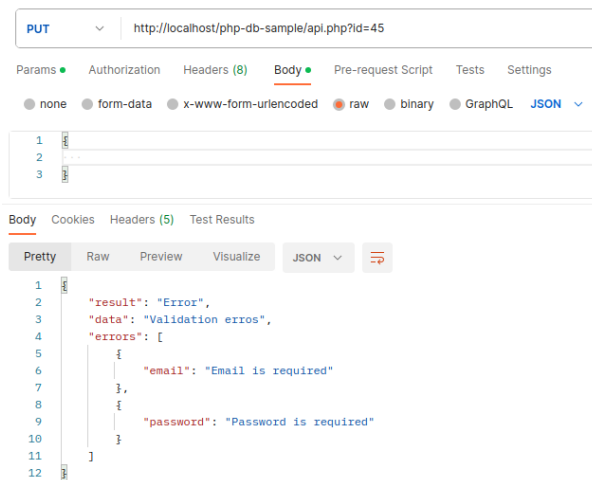 PUT http://localhost/php-db-sample/api.php?id=45
Params Authorization Headers (8) Body Pre-request Script Tests Settings
none form-data x-www-form-urlencoded raw binary GraphQL JSON
1 {
2
3 }
Body Cookies Headers (5) Test Results
Pretty Raw Preview Visualize JSON
1 {
2 "result": "Error",
3 "data": "Validation erros",
4 "errors": [
5 {
6 "email": "Email is required"
7 },
8 {
9 "password": "Password is required"
10 }
11 ]
12 }